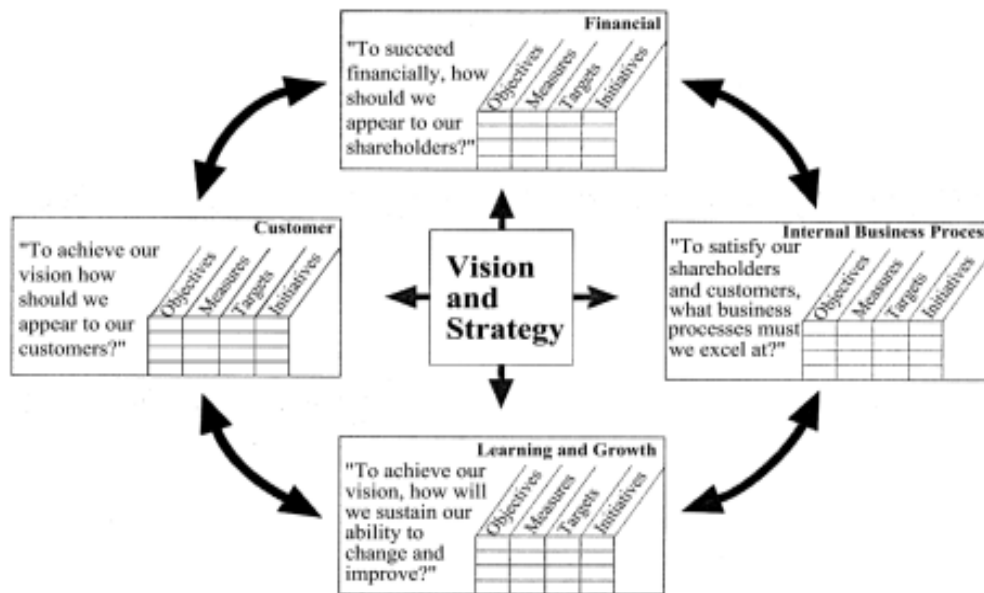 Financial
"To succeed
financially, how
should we
appear to our
shareholders?"
Objectives
Measures
Targets
Initiatives
Customer
"To achieve our
vision how
should we
appear to our
customers?"
Objectives
Measures
Targets
Initiatives
Vision
and
Strategy
Internal Business Proces
"To satisfy our
shareholders
and customers,
what business
processes must
we excel at?"
Objectives
Measures
Targets
Initiatives
Learning and Growth
"To achieve our
vision, how will
we sustain our
ability to
change and
improve?"
Objectives
Measures
Targets
Initiatives